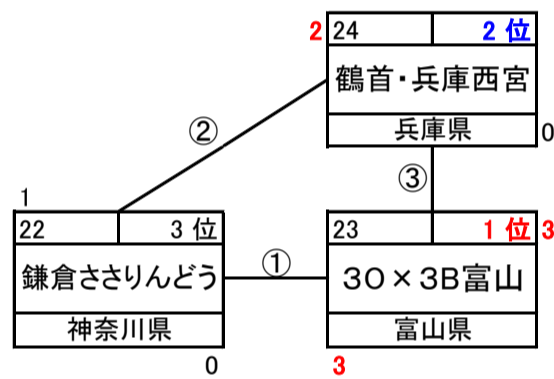 2
24
2 位
鶴首・兵庫西宮
兵庫県
0
②
③
1
22
3 位
鎌倉ささりんどう
神奈川県
0
①
23
1 位
3
30×3B富山
富山県
3